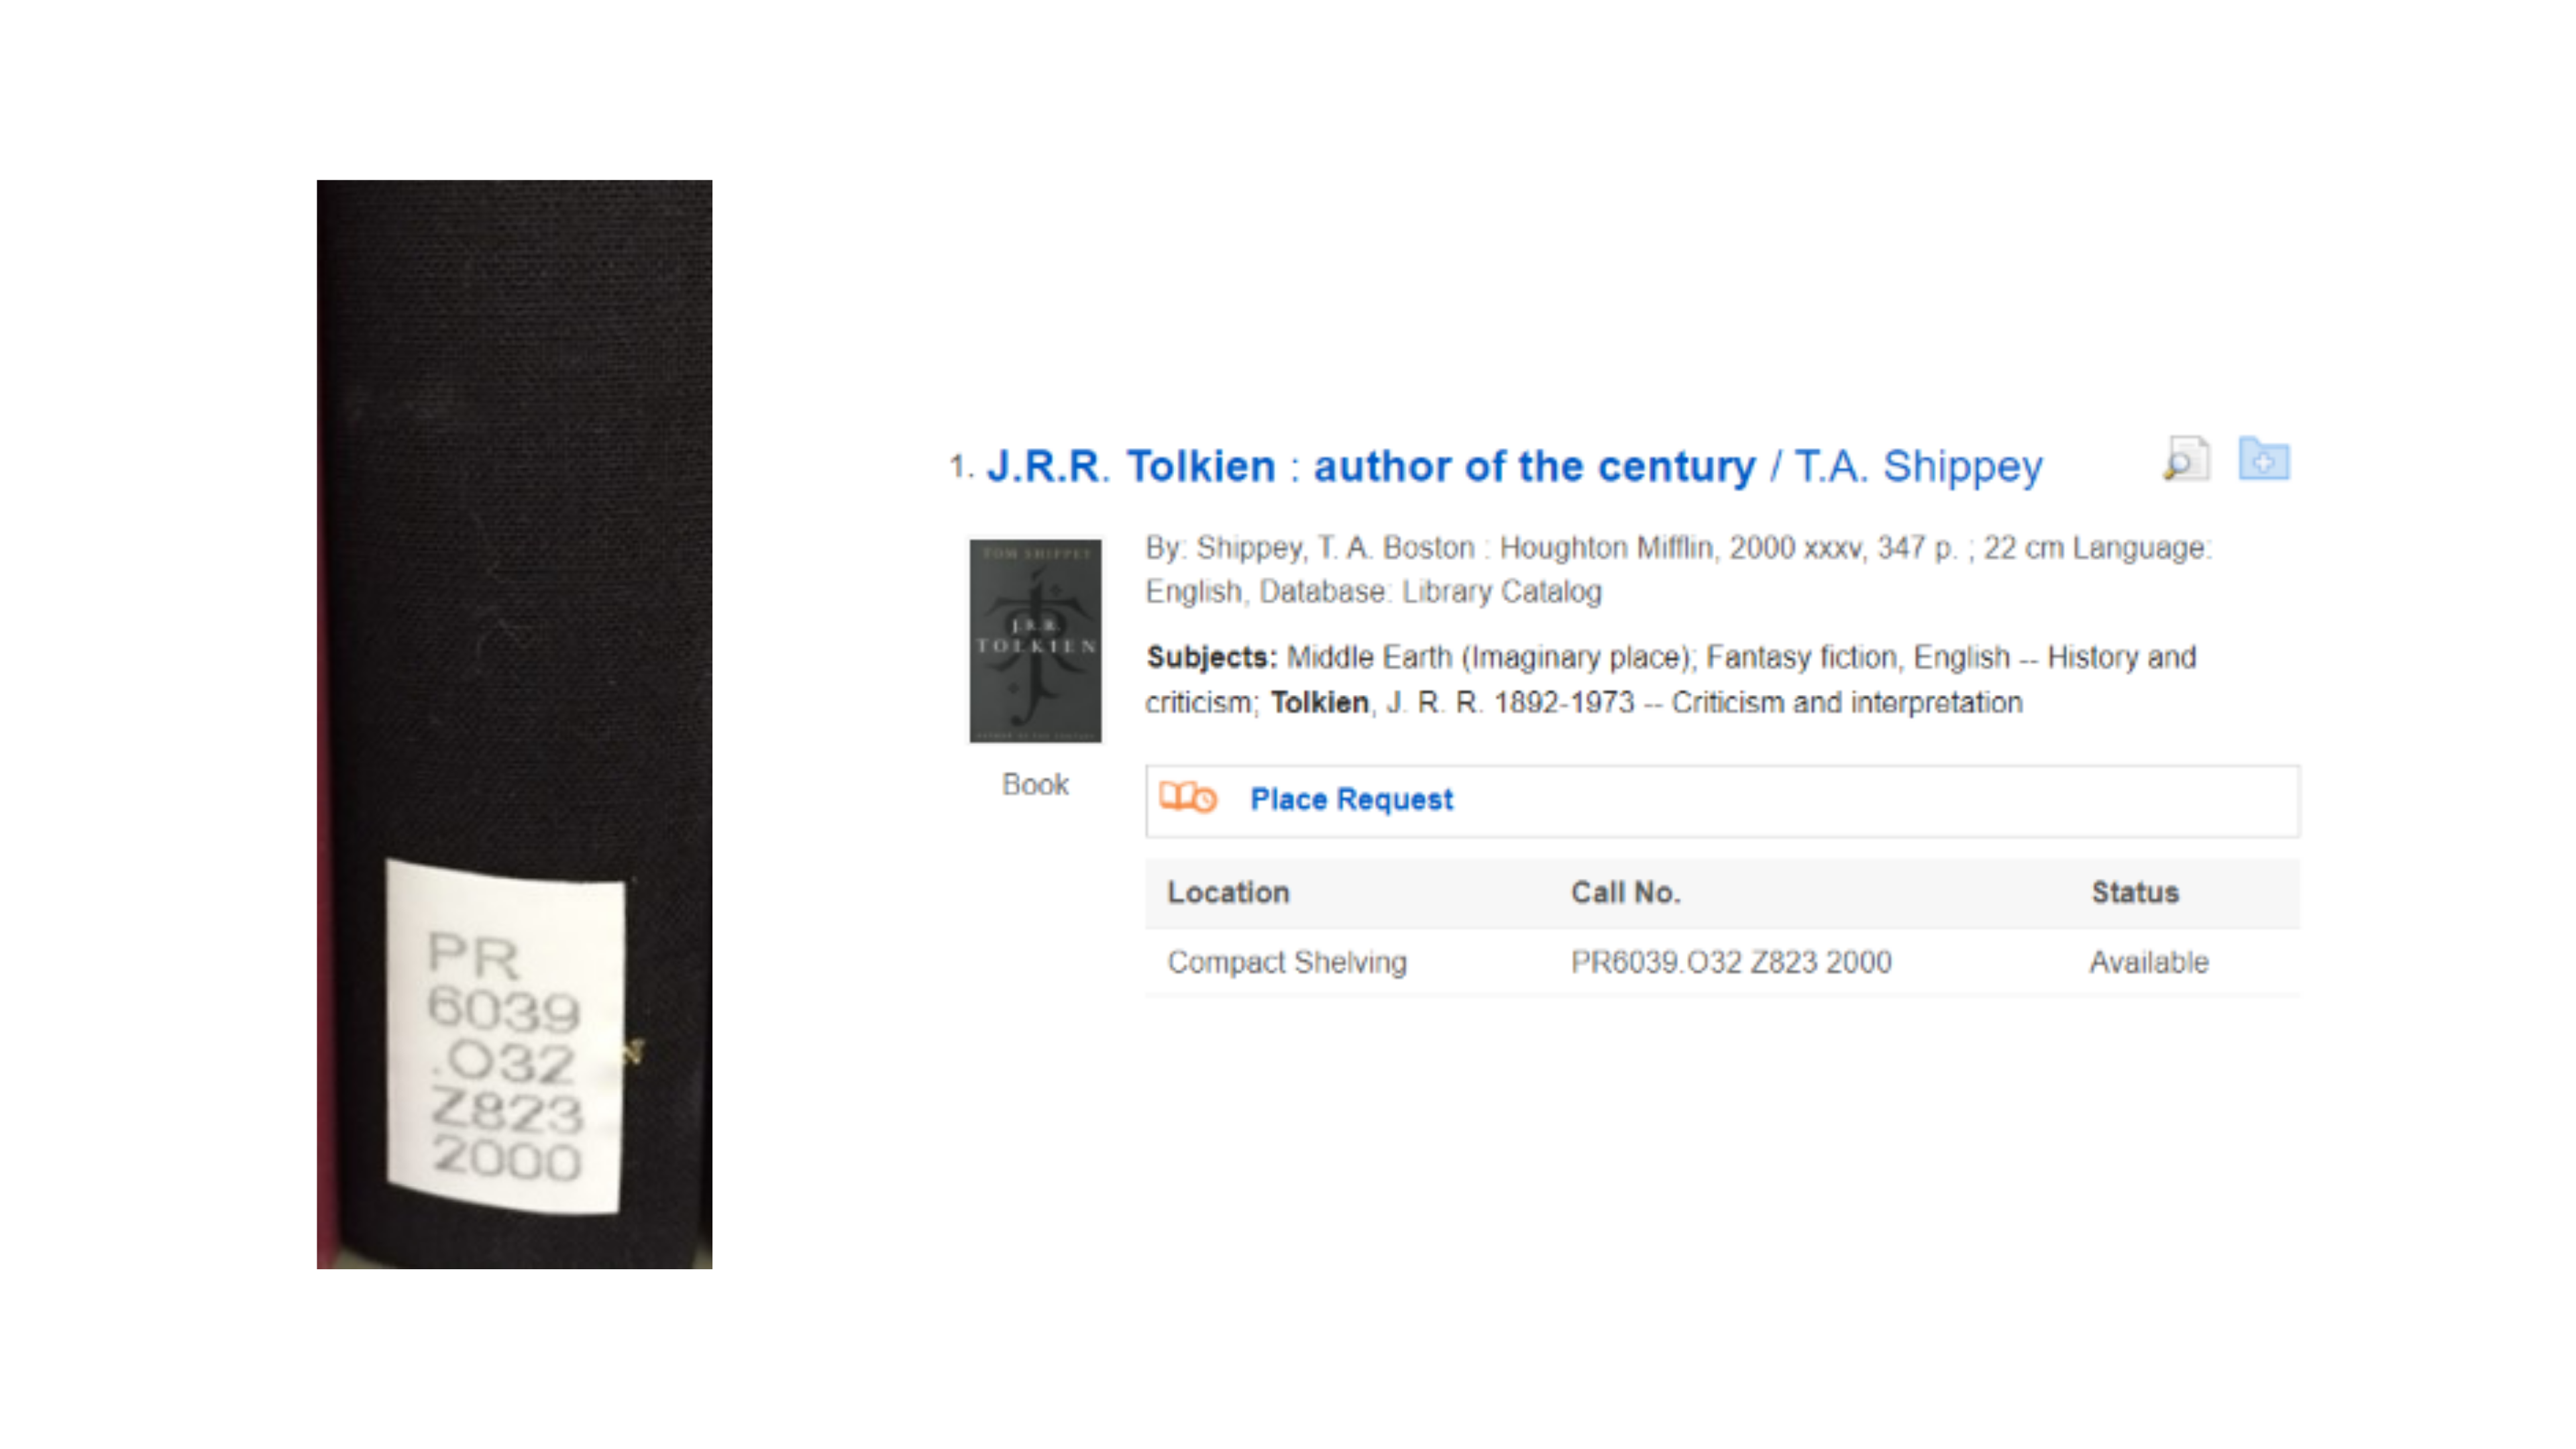 PR
6039
.O32
Z823
2000
1. J.R.R. Tolkien : author of the century / T.A. Shippey
TOM SHIPPEY
J.R.R.
TOLKIEN
Book
By: Shippey, T. A. Boston : Houghton Mifflin, 2000 xxxv, 347 p. ; 22 cm Language:
English, Database: Library Catalog
Subjects: Middle Earth (Imaginary place); Fantasy fiction, English -- History and
criticism; Tolkien, J. R. R. 1892-1973 -- Criticism and interpretation
Place Request
Location Call No. Status
Compact Shelving PR6039.O32 Z823 2000 Available